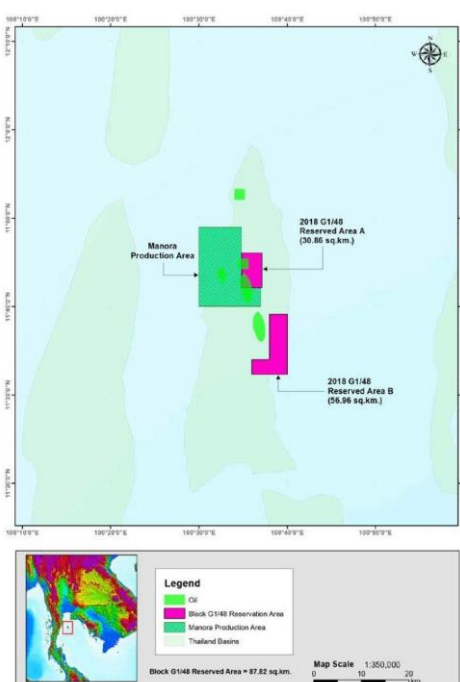 100°10'0"E 100°20'0"E 100°30'0"E 100°40'0"E 100°50'0"E
N
W E
S
2018 G1/48
Reserved Area A
(30.86 sq.km.)
Manora
Production Area
2018 G1/48
Reserved Area B
(56.96 sq.km.)
100°10'0"E 100°20'0"E 100°30'0"E 100°40'0"E 100°50'0"E
Legend
Oil
Block G1/48 Reservation Area
Manora Production Area
Thailand Basins
Block G1/48 Reserved Area = 87.82 sq.km.
Map Scale 1:350,000
0 10 20